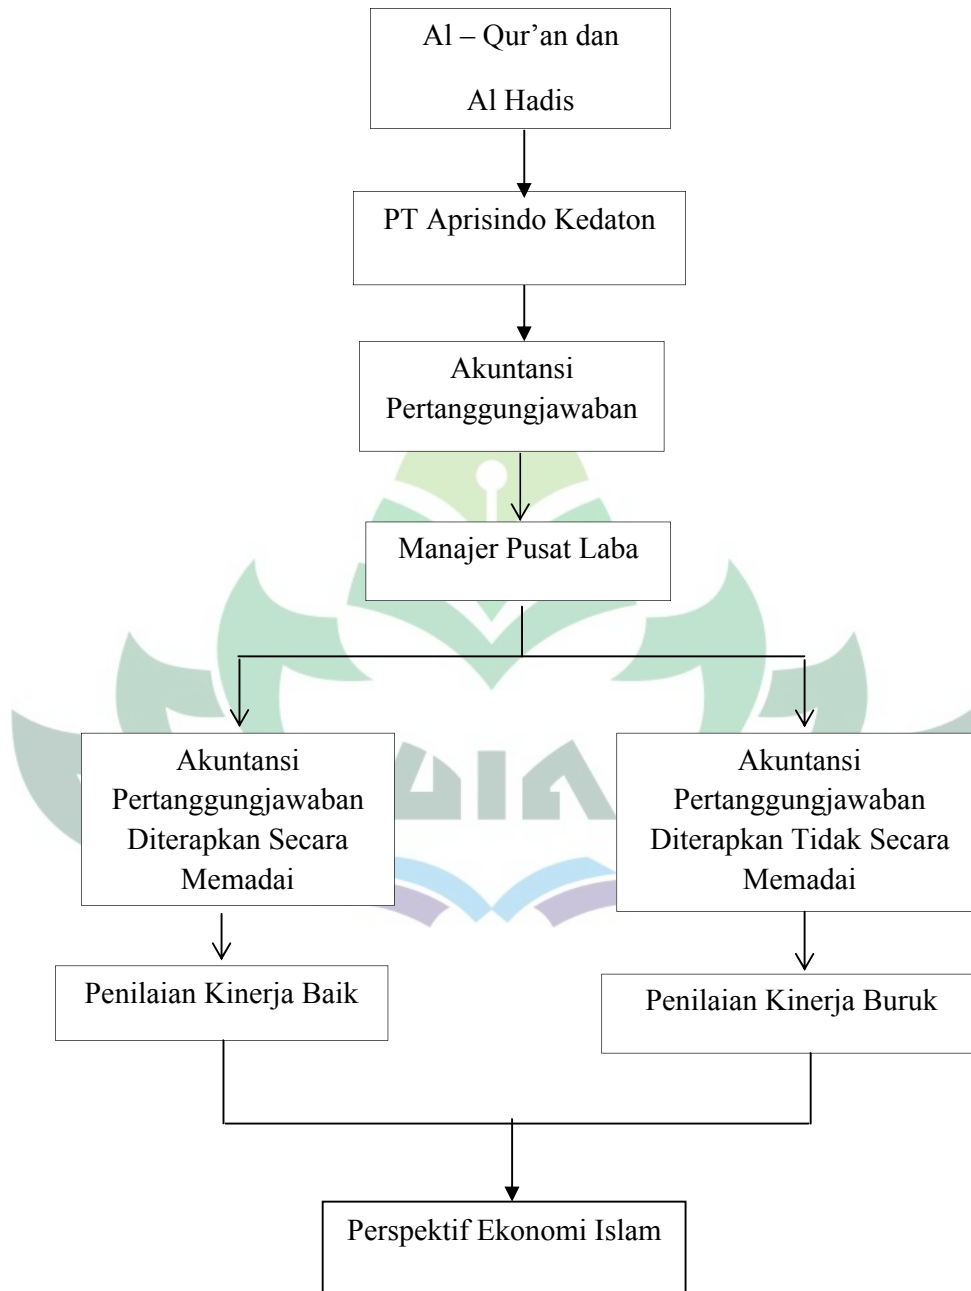 Al – Qur’an dan
Al Hadis
PT Aprisindo Kedaton
Akuntansi
Pertanggungjawaban
Manajer Pusat Laba
Akuntansi
Pertanggungjawaban
Diterapkan Secara
Memadai
Akuntansi
Pertanggungjawaban
Diterapkan Tidak Secara
Memadai
Penilaian Kinerja Baik
Penilaian Kinerja Buruk
Perspektif Ekonomi Islam